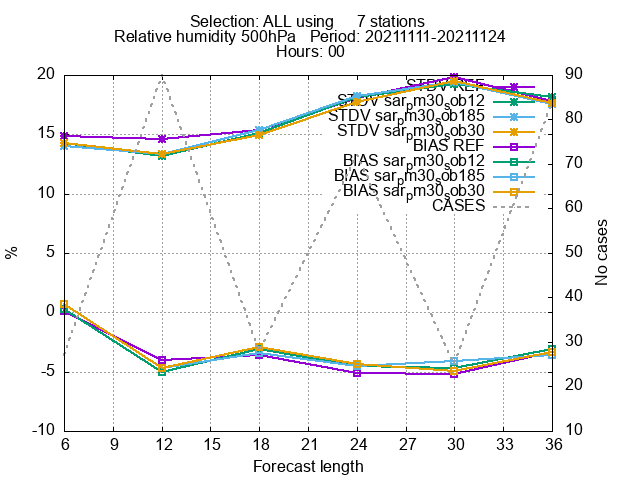 Selection: ALL using 7 stations
Relative humidity 500hPa Period: 20211111-20211124
Hours: 00
STDV REF
STDV sar_pm30_sob12
STDV sar_pm30_sob185
STDV sar_pm30_sob30
BIAS REF
BIAS sar_pm30_sob12
BIAS sar_pm30_sob185
BIAS sar_pm30_sob30
CASES
20
15
10
5
0
-5
-10
%
90
80
70
60
50
40
30
20
10
No cases
6 9 12 15 18 21 24 27 30 33 36
Forecast length